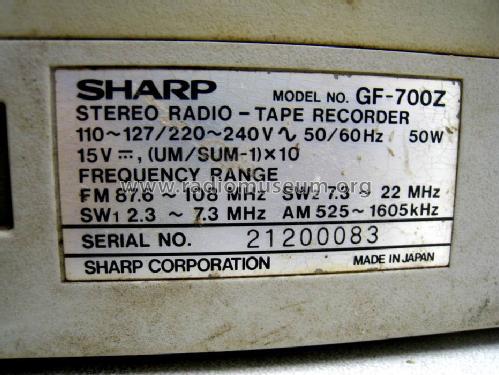 SHARP MODEL NO. GF-700Z
STEREO RADIO - TAPE RECORDER
110~127/220~240V ∿ 50/60Hz 50W
15V ⎓, (UM/SUM-1)×10
FREQUENCY RANGE
www.radiomuseum.org
FM 87.6 ~ 108 MHz SW2 7.3 ~ 22 MHz
SW1 2.3 ~ 7.3 MHz AM 525~1605kHz
SERIAL NO. 21200083
SHARP CORPORATION MADE IN JAPAN